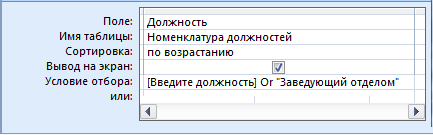 Поле: Должность
Имя таблицы: Номенклатура должностей
Сортировка: по возрастанию
Вывод на экран:
Условие отбора: [Введите должность] Or "Заведующий отделом"
или: